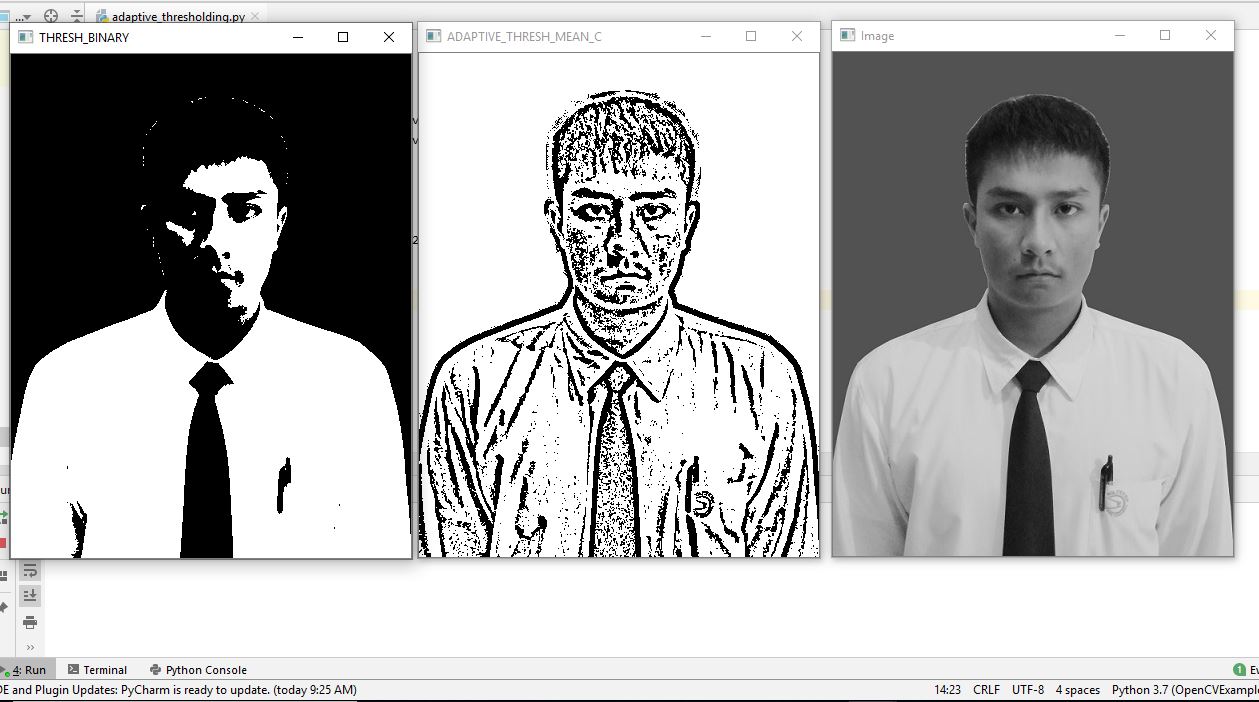 adaptive_thresholding.py
THRESH_BINARY
ADAPTIVE_THRESH_MEAN_C
Image
4: Run
Terminal
Python Console
1
PyCharm is ready to update. (today 9:25 AM)
and Plugin Updates:
14:23
CRLF
UTF-8
4 spaces
Python 3.7 (OpenCVExampl